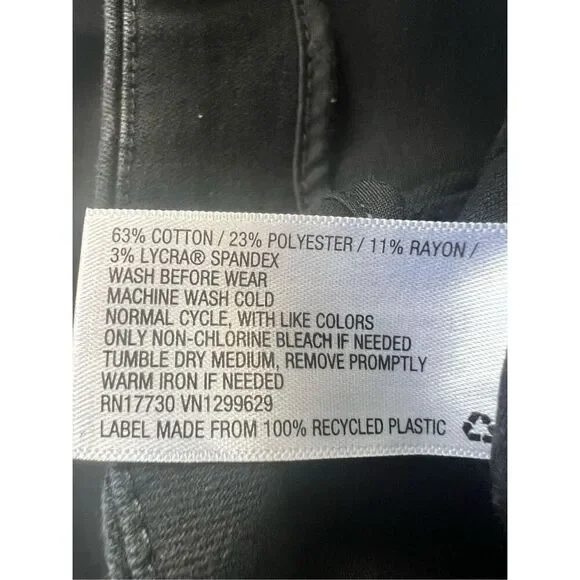 63% COTTON / 23% POLYESTER / 11% RAYON /
3% LYCRA® SPANDEX
WASH BEFORE WEAR
MACHINE WASH COLD
NORMAL CYCLE, WITH LIKE COLORS
ONLY NON-CHLORINE BLEACH IF NEEDED
TUMBLE DRY MEDIUM, REMOVE PROMPTLY
WARM IRON IF NEEDED
RN17730 VN1299629
LABEL MADE FROM 100% RECYCLED PLASTIC